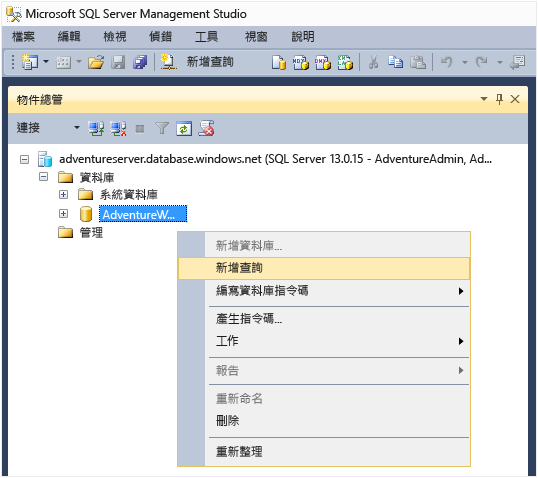 Microsoft SQL Server Management Studio
檔案 編輯 檢視 偵錯 工具 視窗 說明
新增查詢
物件總管
連接
adventureserver.database.windows.net (SQL Server 13.0.15 - AdventureAdmin, Ad...
資料庫
系統資料庫
AdventureW...
管理
新增資料庫...
新增查詢
編寫資料庫指令碼
產生指令碼...
工作
報告
重新命名
刪除
重新整理